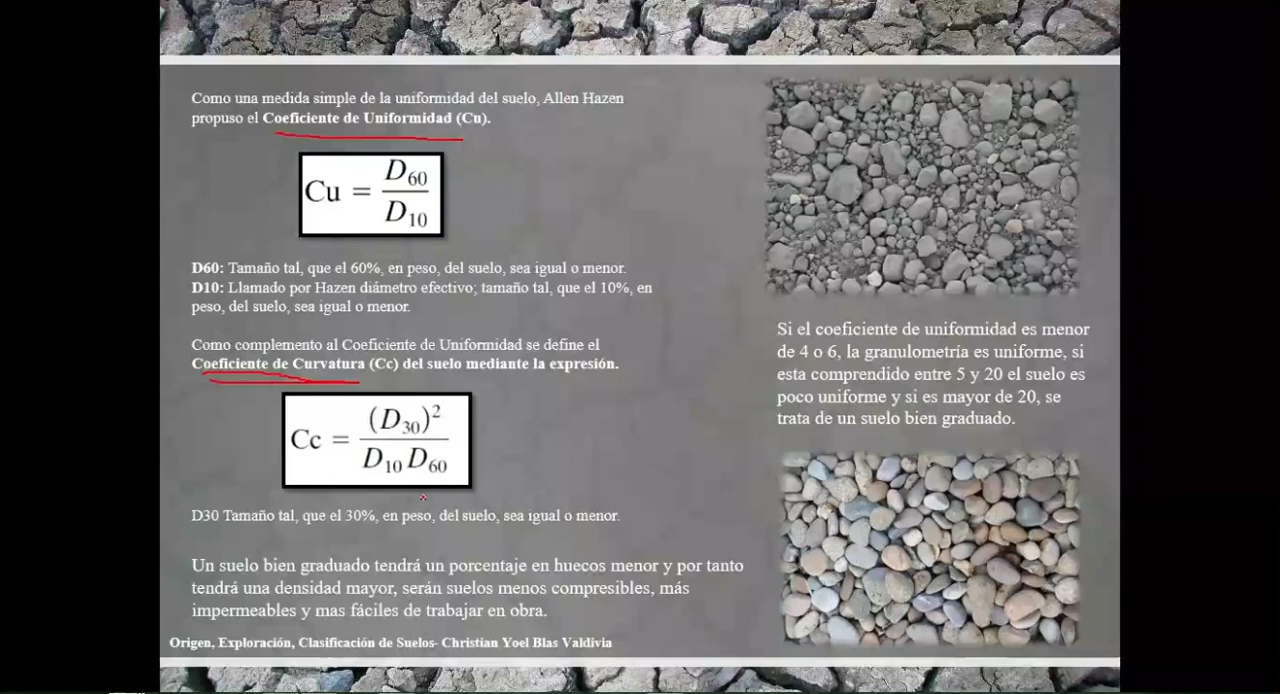 Como una medida simple de la uniformidad del suelo, Allen Hazen
propuso el Coeficiente de Uniformidad (Cu).
Cu = D60 / D10
D60: Tamaño tal, que el 60%, en peso, del suelo, sea igual o menor.
D10: Llamado por Hazen diámetro efectivo; tamaño tal, que el 10%, en
peso, del suelo, sea igual o menor.
Como complemento al Coeficiente de Uniformidad se define el
Coeficiente de Curvatura (Cc) del suelo mediante la expresión.
Cc = (D30)² / D10 D60
D30 Tamaño tal, que el 30%, en peso, del suelo, sea igual o menor.
Un suelo bien graduado tendrá un porcentaje en huecos menor y por tanto
tendrá una densidad mayor, serán suelos menos compresibles, más
impermeables y mas fáciles de trabajar en obra.
Origen, Exploración, Clasificación de Suelos- Christian Yoel Blas Valdivia
Si el coeficiente de uniformidad es menor
de 4 o 6, la granulometría es uniforme, si
esta comprendido entre 5 y 20 el suelo es
poco uniforme y si es mayor de 20, se
trata de un suelo bien graduado.